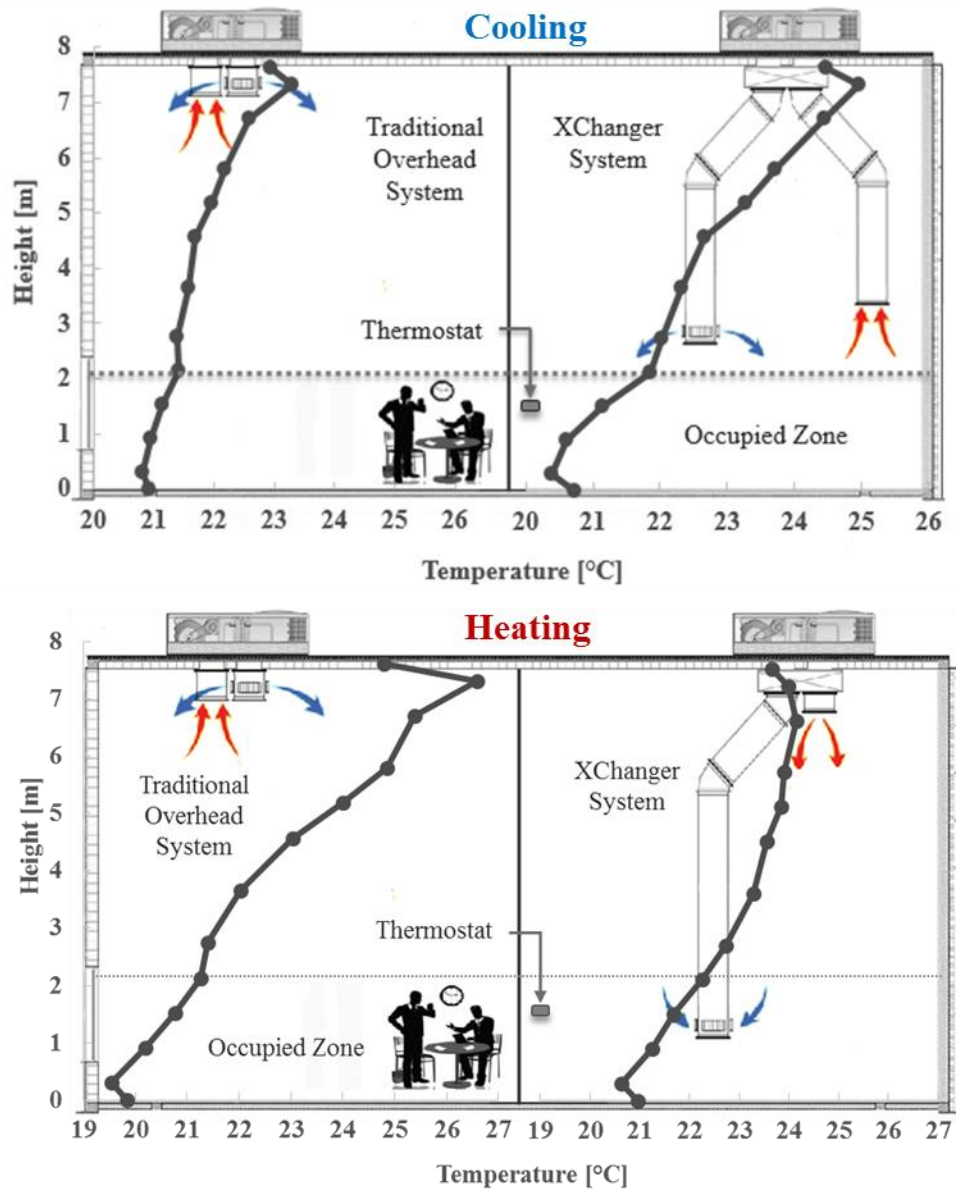 Cooling
8
7
6
5
4
3
2
1
0
Height [m]
Traditional
Overhead
System
XChanger
System
Thermostat
Occupied Zone
20 21 22 23 24 25 26 20 21 22 23 24 25 26
Temperature [°C]
Heating
8
7
6
5
4
3
2
1
0
Height [m]
Traditional
Overhead
System
XChanger
System
Thermostat
Occupied Zone
19 20 21 22 23 24 25 26 27 19 20 21 22 23 24 25 26 27
Temperature [°C]